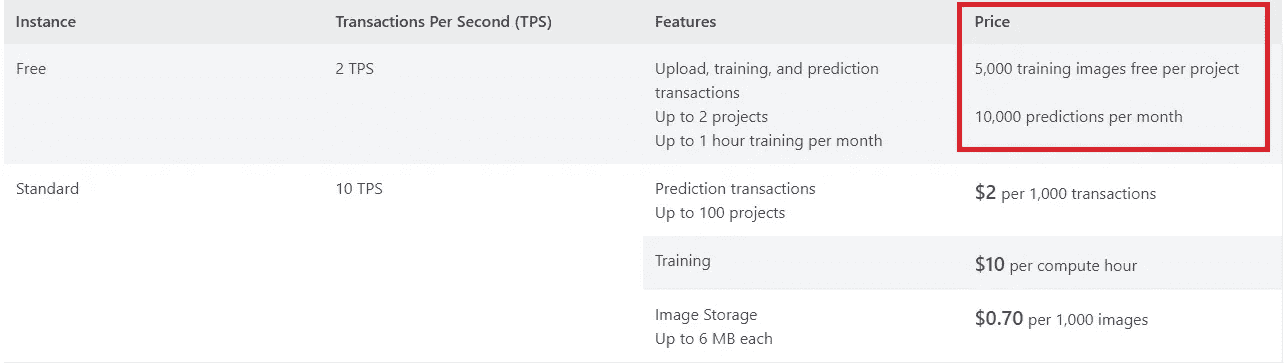 Instance Transactions Per Second (TPS) Features Price
Free 2 TPS Upload, training, and prediction 5,000 training images free per project
transactions
Up to 2 projects 10,000 predictions per month
Up to 1 hour training per month
Standard 10 TPS Prediction transactions $2 per 1,000 transactions
Up to 100 projects
Training $10 per compute hour
Image Storage $0.70 per 1,000 images
Up to 6 MB each